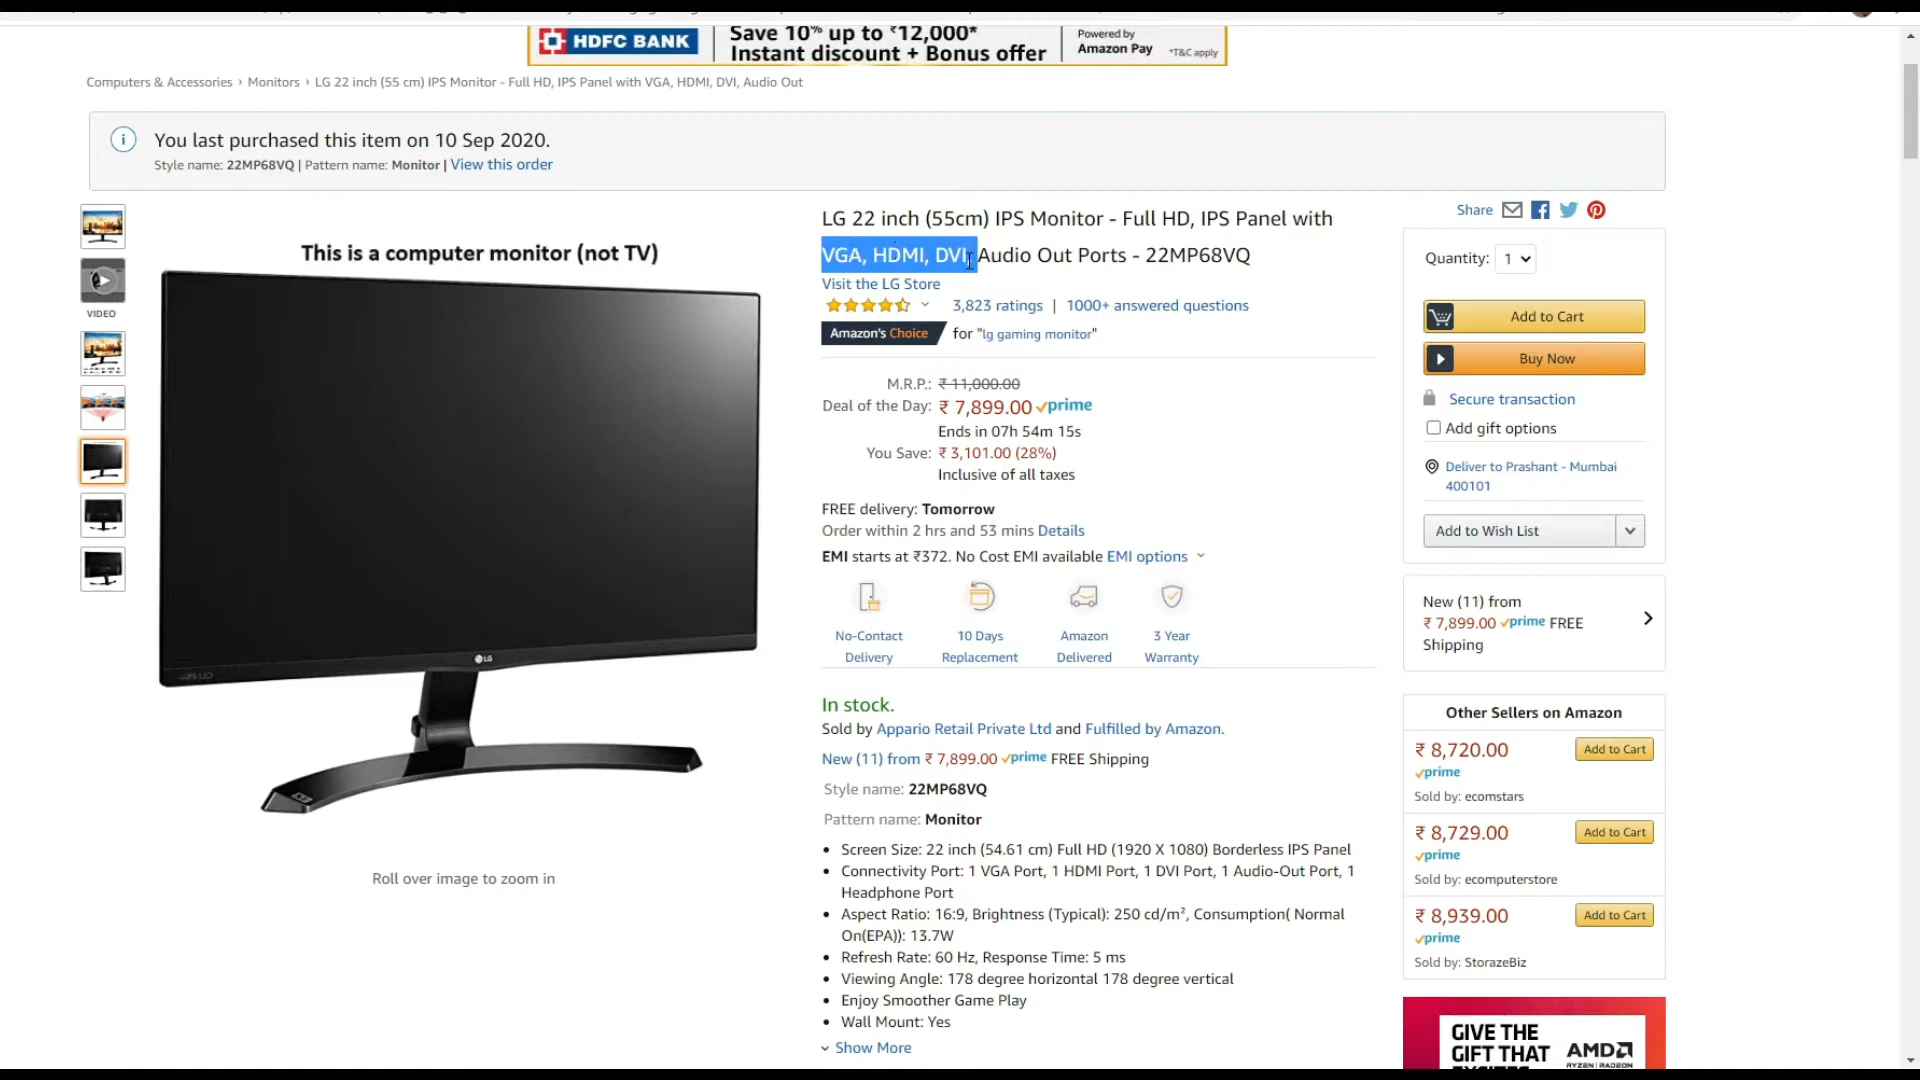 HDFC BANK
Save 10% up to ₹12,000*
Instant discount + Bonus offer
Powered by
Amazon Pay
*T&C apply
Computers & Accessories › Monitors › LG 22 inch (55 cm) IPS Monitor - Full HD, IPS Panel with VGA, HDMI, DVI, Audio Out
You last purchased this item on 10 Sep 2020.
Style name: 22MP68VQ | Pattern name: Monitor | View this order
VIDEO
This is a computer monitor (not TV)
LG
Roll over image to zoom in
LG 22 inch (55cm) IPS Monitor - Full HD, IPS Panel with
VGA, HDMI, DVI, Audio Out Ports - 22MP68VQ
Visit the LG Store
3,823 ratings | 1000+ answered questions
Amazon's Choice for "lg gaming monitor"
M.R.P.: ₹ 11,000.00
Deal of the Day: ₹ 7,899.00 prime
Ends in 07h 54m 15s
You Save: ₹ 3,101.00 (28%)
Inclusive of all taxes
FREE delivery: Tomorrow
Order within 2 hrs and 53 mins Details
EMI starts at ₹372. No Cost EMI available EMI options
No-Contact
Delivery
10 Days
Replacement
Amazon
Delivered
3 Year
Warranty
In stock.
Sold by Appario Retail Private Ltd and Fulfilled by Amazon.
New (11) from ₹ 7,899.00 prime FREE Shipping
Style name: 22MP68VQ
Pattern name: Monitor
• Screen Size: 22 inch (54.61 cm) Full HD (1920 X 1080) Borderless IPS Panel
• Connectivity Port: 1 VGA Port, 1 HDMI Port, 1 DVI Port, 1 Audio-Out Port, 1
Headphone Port
• Aspect Ratio: 16:9, Brightness (Typical): 250 cd/m², Consumption( Normal
On(EPA)): 13.7W
• Refresh Rate: 60 Hz, Response Time: 5 ms
• Viewing Angle: 178 degree horizontal 178 degree vertical
• Enjoy Smoother Game Play
• Wall Mount: Yes
Show More
Share
Quantity: 1
Add to Cart
Buy Now
Secure transaction
Add gift options
Deliver to Prashant - Mumbai
400101
Add to Wish List
New (11) from
₹ 7,899.00 prime FREE
Shipping
Other Sellers on Amazon
₹ 8,720.00
Add to Cart
prime
Sold by: ecomstars
₹ 8,729.00
Add to Cart
prime
Sold by: ecomputerstore
₹ 8,939.00
Add to Cart
prime
Sold by: StorazeBiz
GIVE THE
GIFT THAT
AMD
RYZEN | RADEON